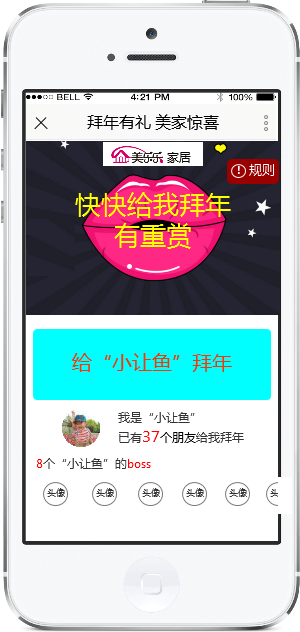 BELL 4:21 PM 100%
拜年有礼 美家惊喜
美乐乐 家居
规则
快快给我拜年
有重赏
给“小让鱼”拜年
我是“小让鱼”
已有37个朋友给我拜年
8个“小让鱼”的boss
头像 头像 头像 头像 头像 头像